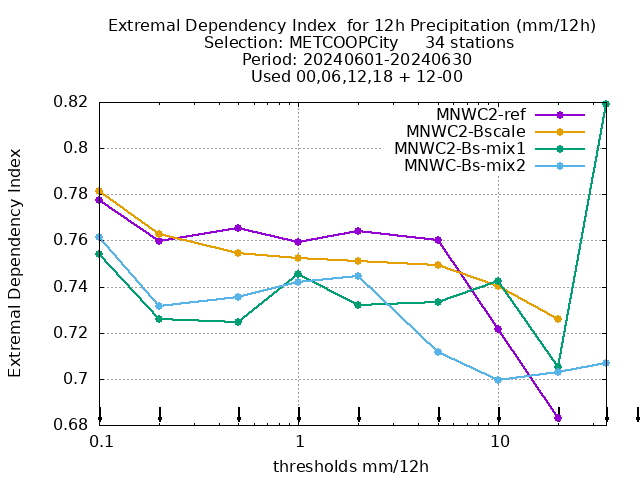 Extremal Dependency Index  for 12h Precipitation (mm/12h)
Selection: METCOOPCity     34 stations
Period: 20240601-20240630
Used 00,06,12,18 + 12-00
MNWC2-ref
MNWC2-Bscale
MNWC2-Bs-mix1
MNWC-Bs-mix2
Extremal Dependency Index
0.82
0.8
0.78
0.76
0.74
0.72
0.7
0.68
0.1
1
10
thresholds mm/12h